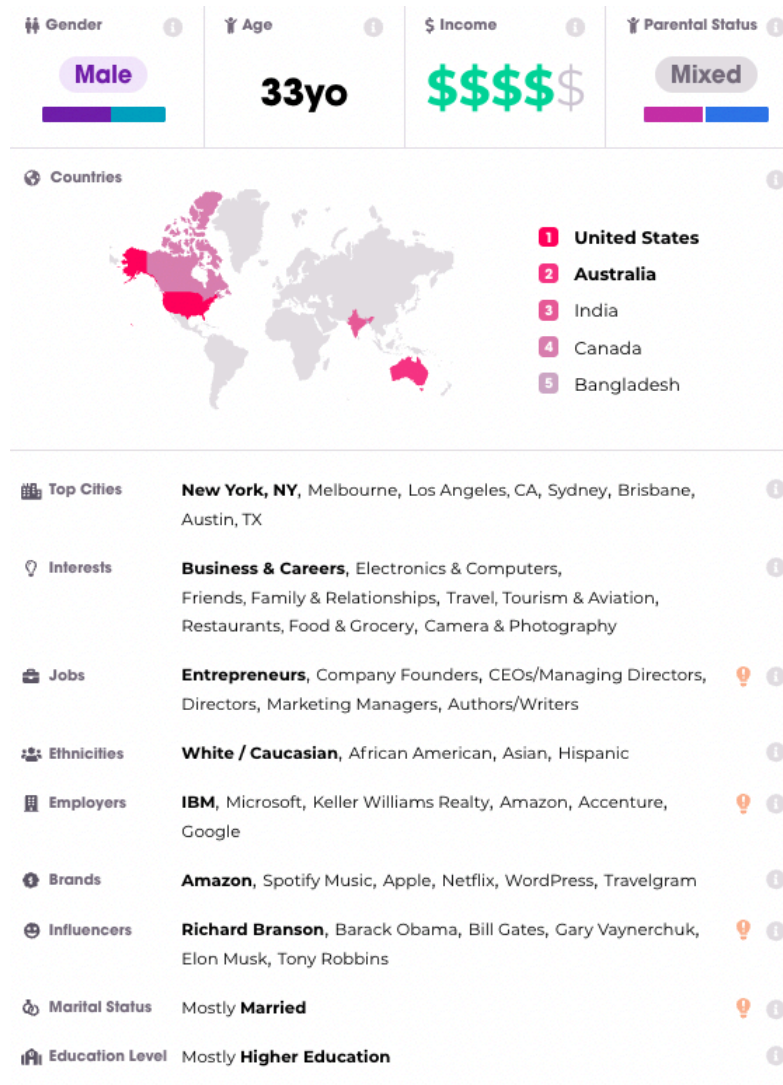 Gender
Age
$ Income
Parental Status
Male
33yo
$$$$$
Mixed
Countries
1 United States
2 Australia
3 India
4 Canada
5 Bangladesh
Top Cities
New York, NY, Melbourne, Los Angeles, CA, Sydney, Brisbane,
Austin, TX
Interests
Business & Careers, Electronics & Computers,
Friends, Family & Relationships, Travel, Tourism & Aviation,
Restaurants, Food & Grocery, Camera & Photography
Jobs
Entrepreneurs, Company Founders, CEOs/Managing Directors,
Directors, Marketing Managers, Authors/Writers
Ethnicities
White / Caucasian, African American, Asian, Hispanic
Employers
IBM, Microsoft, Keller Williams Realty, Amazon, Accenture,
Google
Brands
Amazon, Spotify Music, Apple, Netflix, WordPress, Travelgram
Influencers
Richard Branson, Barack Obama, Bill Gates, Gary Vaynerchuk,
Elon Musk, Tony Robbins
Marital Status
Mostly Married
Education Level
Mostly Higher Education